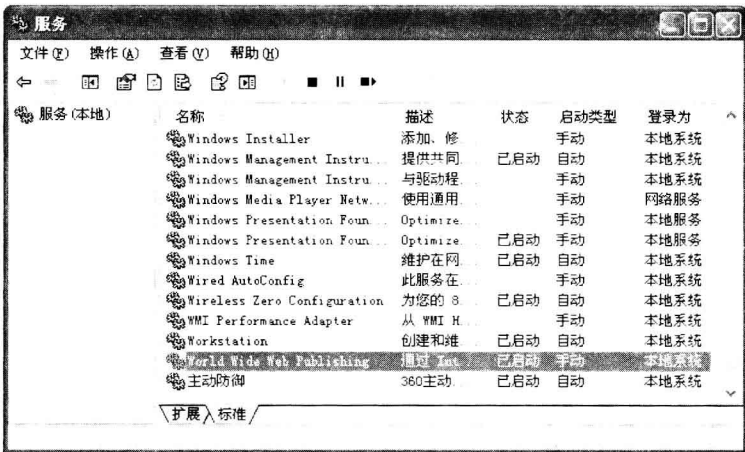 服务
文件(F) 操作(A) 查看(V) 帮助(H)
服务(本地)
名称 描述 状态 启动类型 登录为
Windows Installer 添加、修... 手动 本地系统
Windows Management Instru... 提供共同... 已启动 自动 本地系统
Windows Management Instru... 与驱动程... 手动 本地系统
Windows Media Player Netw... 使用通用... 手动 网络服务
Windows Presentation Foun... Optimize... 手动 本地服务
Windows Presentation Foun... Optimize... 已启动 手动 本地服务
Windows Time 维护在网... 已启动 自动 本地系统
Wired AutoConfig 此服务在... 手动 本地系统
Wireless Zero Configuration 为您的 8... 已启动 自动 本地系统
WMI Performance Adapter 从 WMI H... 手动 本地系统
Workstation 创建和维... 已启动 自动 本地系统
World Wide Web Publishing 通过 Int... 已启动 手动 本地系统
主动防御 360主动... 已启动 自动 本地系统
扩展 标准